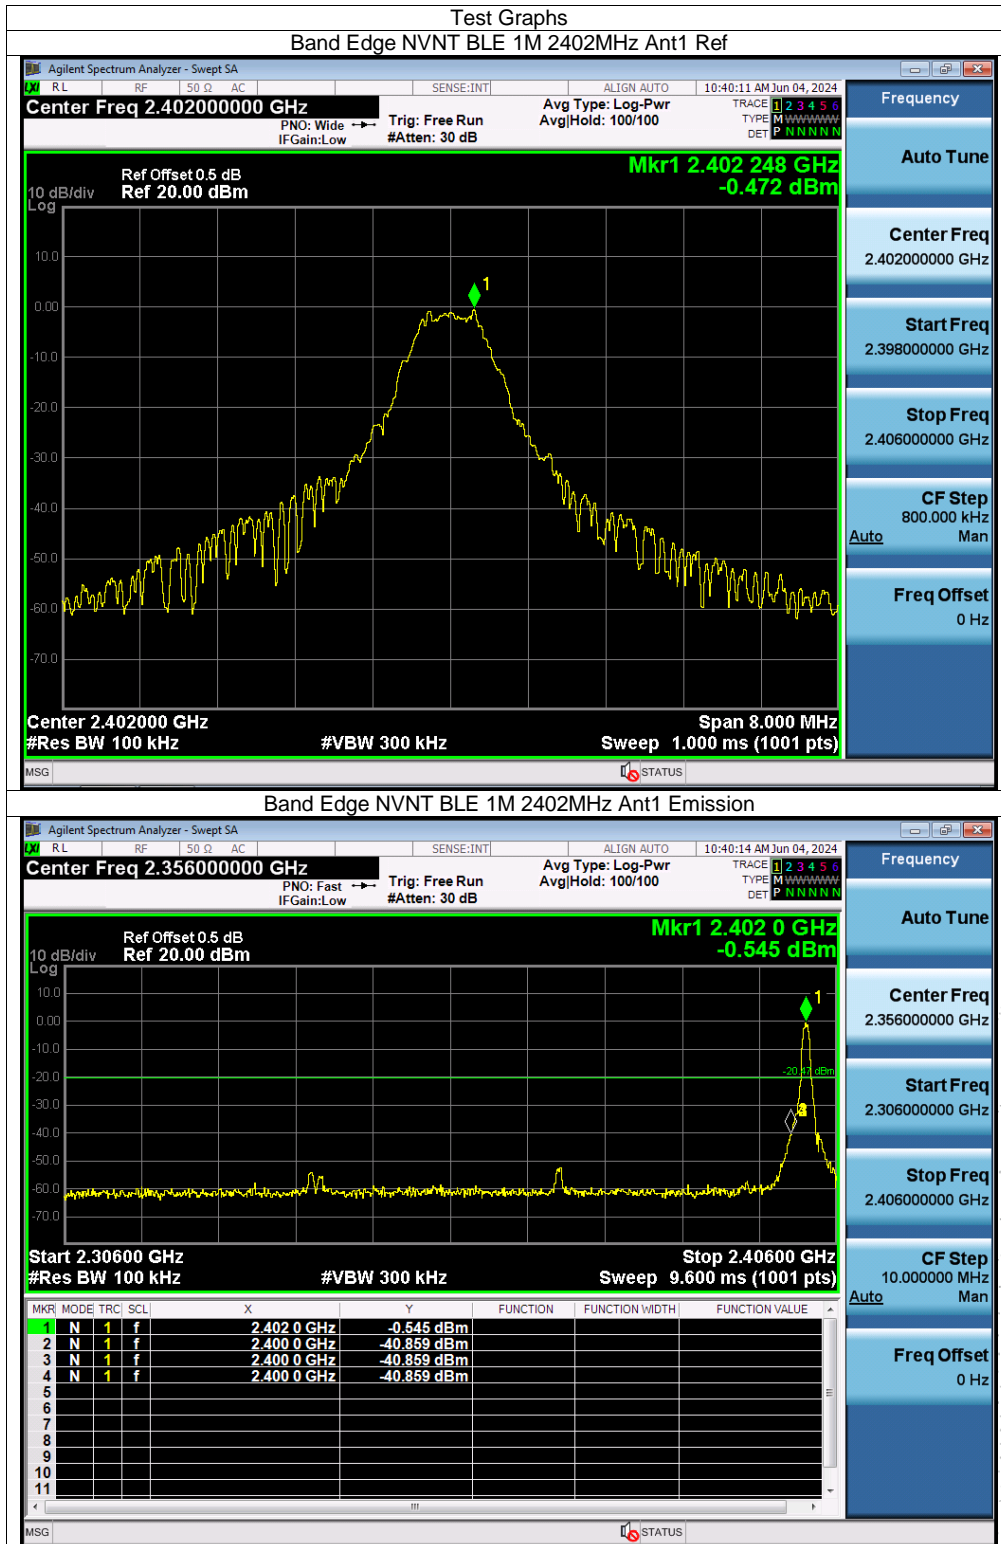 Test Graphs
Band Edge NVNT BLE 1M 2402MHz Ant1 Ref
Agilent Spectrum Analyzer - Swept SA
LXI RL RF 50 Ω AC SENSE:INT ALIGN AUTO 10:40:11 AM Jun 04, 2024
Center Freq 2.402000000 GHz
PNO: Wide
IFGain:Low
Trig: Free Run
#Atten: 30 dB
Avg Type: Log-Pwr
Avg|Hold: 100/100
TRACE 1 2 3 4 5 6
TYPE M WWWWW
DET P N N N N N
Frequency
Auto Tune
Center Freq
2.402000000 GHz
Start Freq
2.398000000 GHz
Stop Freq
2.406000000 GHz
CF Step
800.000 kHz
Auto Man
Freq Offset
0 Hz
Mkr1 2.402 248 GHz
-0.472 dBm
Ref Offset 0.5 dB
10 dB/div Ref 20.00 dBm
Log
1
10.0
0.00
-10.0
-20.0
-30.0
-40.0
-50.0
-60.0
-70.0
Center 2.402000 GHz Span 8.000 MHz
#Res BW 100 kHz #VBW 300 kHz Sweep 1.000 ms (1001 pts)
MSG STATUS
Band Edge NVNT BLE 1M 2402MHz Ant1 Emission
Agilent Spectrum Analyzer - Swept SA
LXI RL RF 50 Ω AC SENSE:INT ALIGN AUTO 10:40:14 AM Jun 04, 2024
Center Freq 2.356000000 GHz
PNO: Fast
IFGain:Low
Trig: Free Run
#Atten: 30 dB
Avg Type: Log-Pwr
Avg|Hold: 100/100
TRACE 1 2 3 4 5 6
TYPE M WWWWW
DET P N N N N N
Frequency
Auto Tune
Center Freq
2.356000000 GHz
Start Freq
2.306000000 GHz
Stop Freq
2.406000000 GHz
CF Step
10.000000 MHz
Auto Man
Freq Offset
0 Hz
Mkr1 2.402 0 GHz
-0.545 dBm
Ref Offset 0.5 dB
10 dB/div Ref 20.00 dBm
Log
1
10.0
0.00
-10.0
-20.0
-20.47 dBm
-30.0
-40.0
-50.0
-60.0
-70.0
Start 2.30600 GHz Stop 2.40600 GHz
#Res BW 100 kHz #VBW 300 kHz Sweep 9.600 ms (1001 pts)
MKR MODE TRC SCL X Y FUNCTION FUNCTION WIDTH FUNCTION VALUE
1 N 1 f 2.402 0 GHz -0.545 dBm
2 N 1 f 2.400 0 GHz -40.859 dBm
3 N 1 f 2.400 0 GHz -40.859 dBm
4 N 1 f 2.400 0 GHz -40.859 dBm
5
6
7
8
9
10
11
MSG STATUS